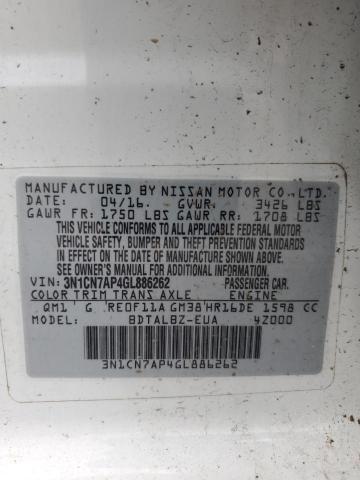 MANUFACTURED BY NISSAN MOTOR CO., LTD.
DATE: 04/16. GVWR: 3426 LBS
GAWR FR: 1750 LBS GAWR RR: 1708 LBS
THIS VEHICLE CONFORMS TO ALL APPLICABLE FEDERAL MOTOR
VEHICLE SAFETY, BUMPER AND THEFT PREVENTION STANDARDS
IN EFFECT ON THE DATE OF MANUFACTURE SHOWN ABOVE.
*SEE OWNER'S MANUAL FOR FURTHER INFORMATION.
VIN: 3N1CN7AP4GL886262 PASSENGER CAR.
COLOR TRIM TRANS AXLE ENGINE
QM1' G RE0F11A GM38'HR16DE 1598 CC
MODEL: BDTALBZ-EUA 4Z000
3N1CN7AP4GL886262